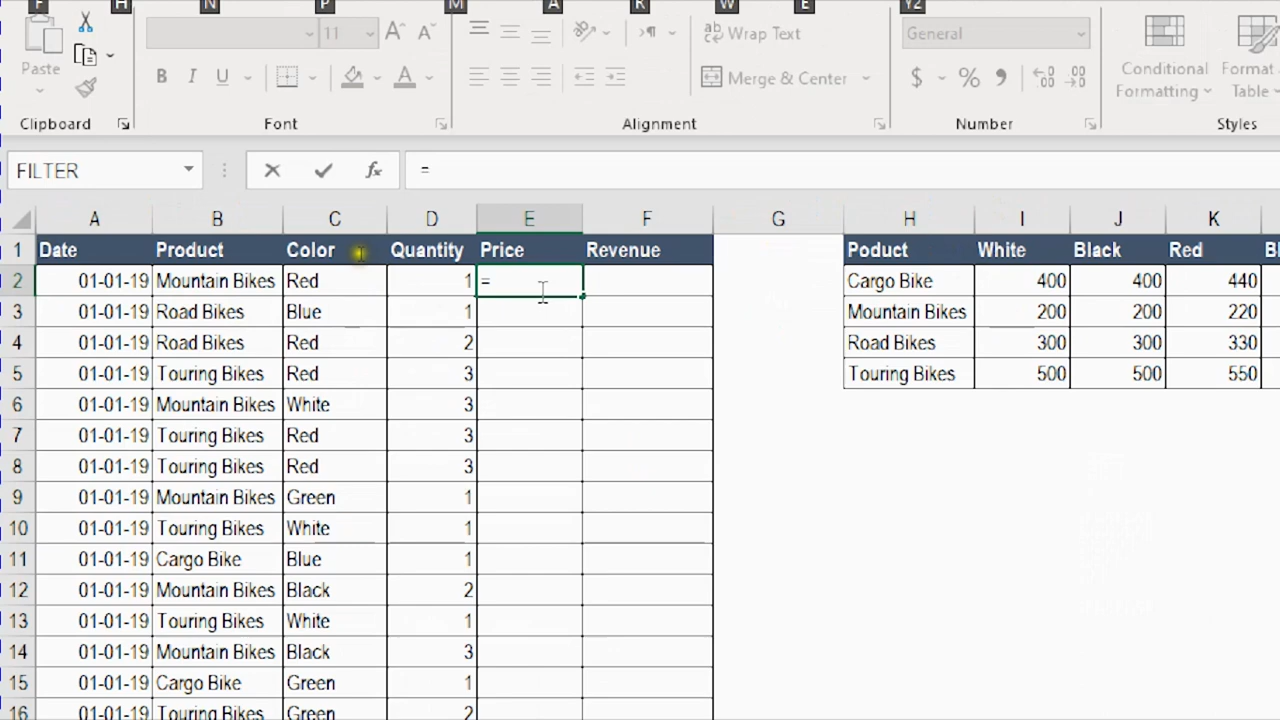 F H N P M A R W E Y2
11 A A Wrap Text General
Paste B I U A Merge & Center $ % Conditional Format
Formatting Table
Clipboard Font Alignment Number Styles
FILTER fx =
A B C D E F G H I J K
1 Date Product Color Quantity Price Revenue Poduct White Black Red
2 01-01-19 Mountain Bikes Red 1 = Cargo Bike 400 400 440
3 01-01-19 Road Bikes Blue 1 Mountain Bikes 200 200 220
4 01-01-19 Road Bikes Red 2 Road Bikes 300 300 330
5 01-01-19 Touring Bikes Red 3 Touring Bikes 500 500 550
6 01-01-19 Mountain Bikes White 3
7 01-01-19 Touring Bikes Red 3
8 01-01-19 Touring Bikes Red 3
9 01-01-19 Mountain Bikes Green 1
10 01-01-19 Touring Bikes White 1
11 01-01-19 Cargo Bike Blue 1
12 01-01-19 Mountain Bikes Black 2
13 01-01-19 Touring Bikes White 1
14 01-01-19 Mountain Bikes Black 3
15 01-01-19 Cargo Bike Green 1
16 01-01-19 Touring Bikes Green 2